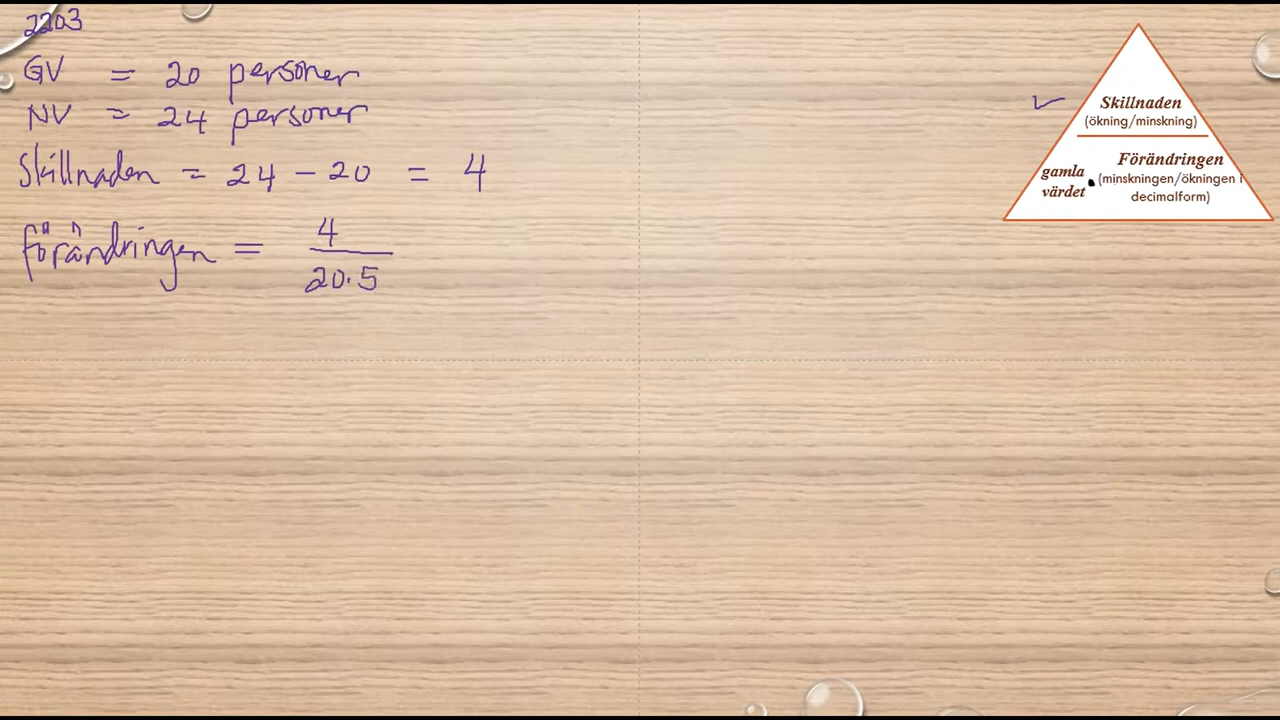 2203
GV = 20 personer
NV = 24 personer
Skillnaden = 24 - 20 = 4
förändringen = 4
20.5
Skillnaden
(ökning/minskning)
gamla
värdet
Förändringen
(minskningen/ökningen i
decimalform)